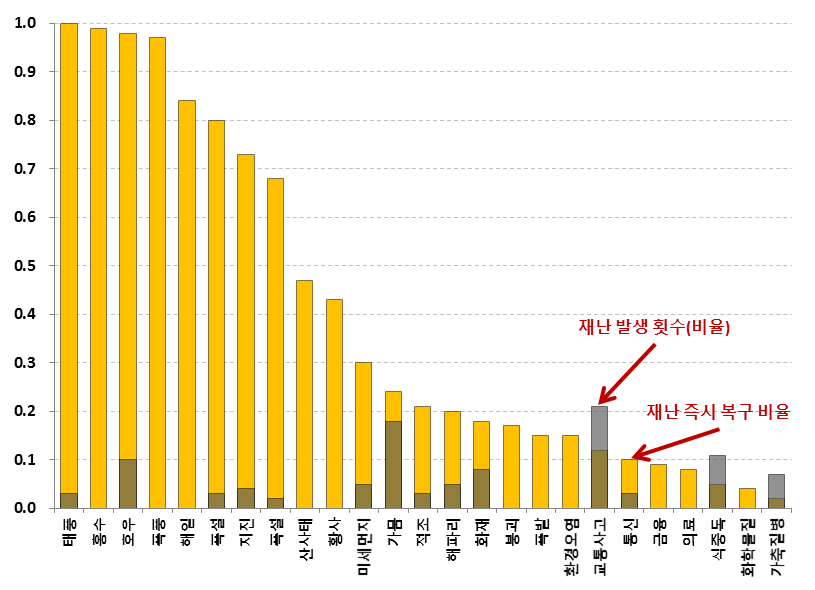 1.0
0.9
0.8
0.7
0.6
0.5
0.4
0.3
0.2
0.1
0.0
재난 발생 횟수(비율)
재난 즉시 복구 비율
태풍
홍수
호우
폭풍
해일
폭설
지진
폭설
산사태
황사
미세먼지
가뭄
적조
해파리
화재
붕괴
폭발
환경오염
교통사고
통신
금융
의료
식중독
화학물질
가축질병